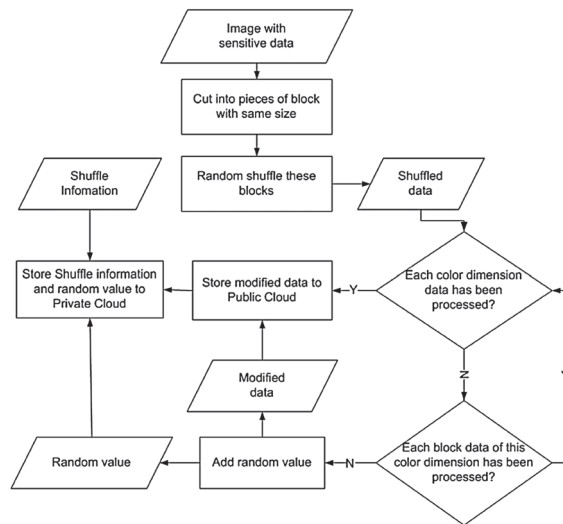 Image with
sensitive data
Cut into pieces of block
with same size
Shuffle
Infomation
Random shuffle these
blocks
Shuffled
data
Store Shuffle information
and random value to
Private Cloud
Store modified data to
Public Cloud
Y
Each color dimension
data has been
processed?
N
Modified
data
Random value
Add random value
N
Each block data of this
color dimension has been
processed?